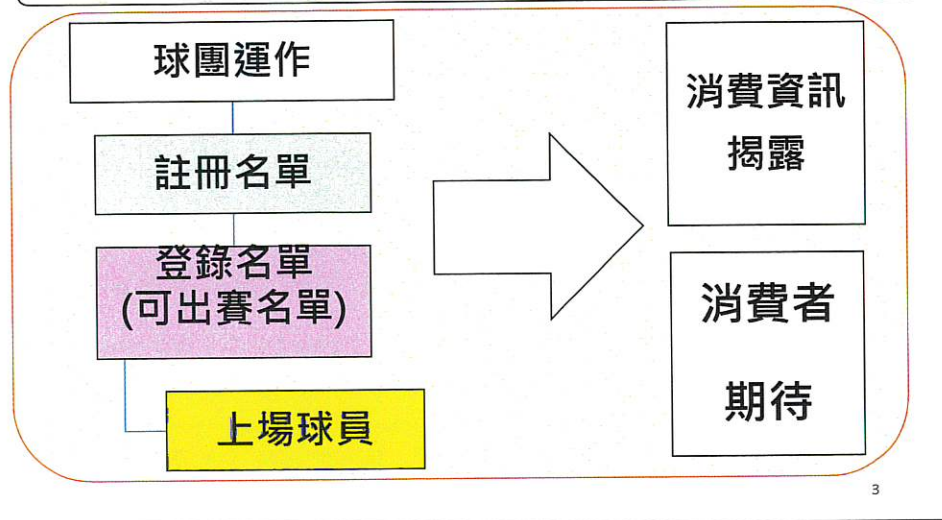 球團運作
註冊名單
登錄名單
(可出賽名單)
上場球員
消費資訊
揭露
消費者
期待
3